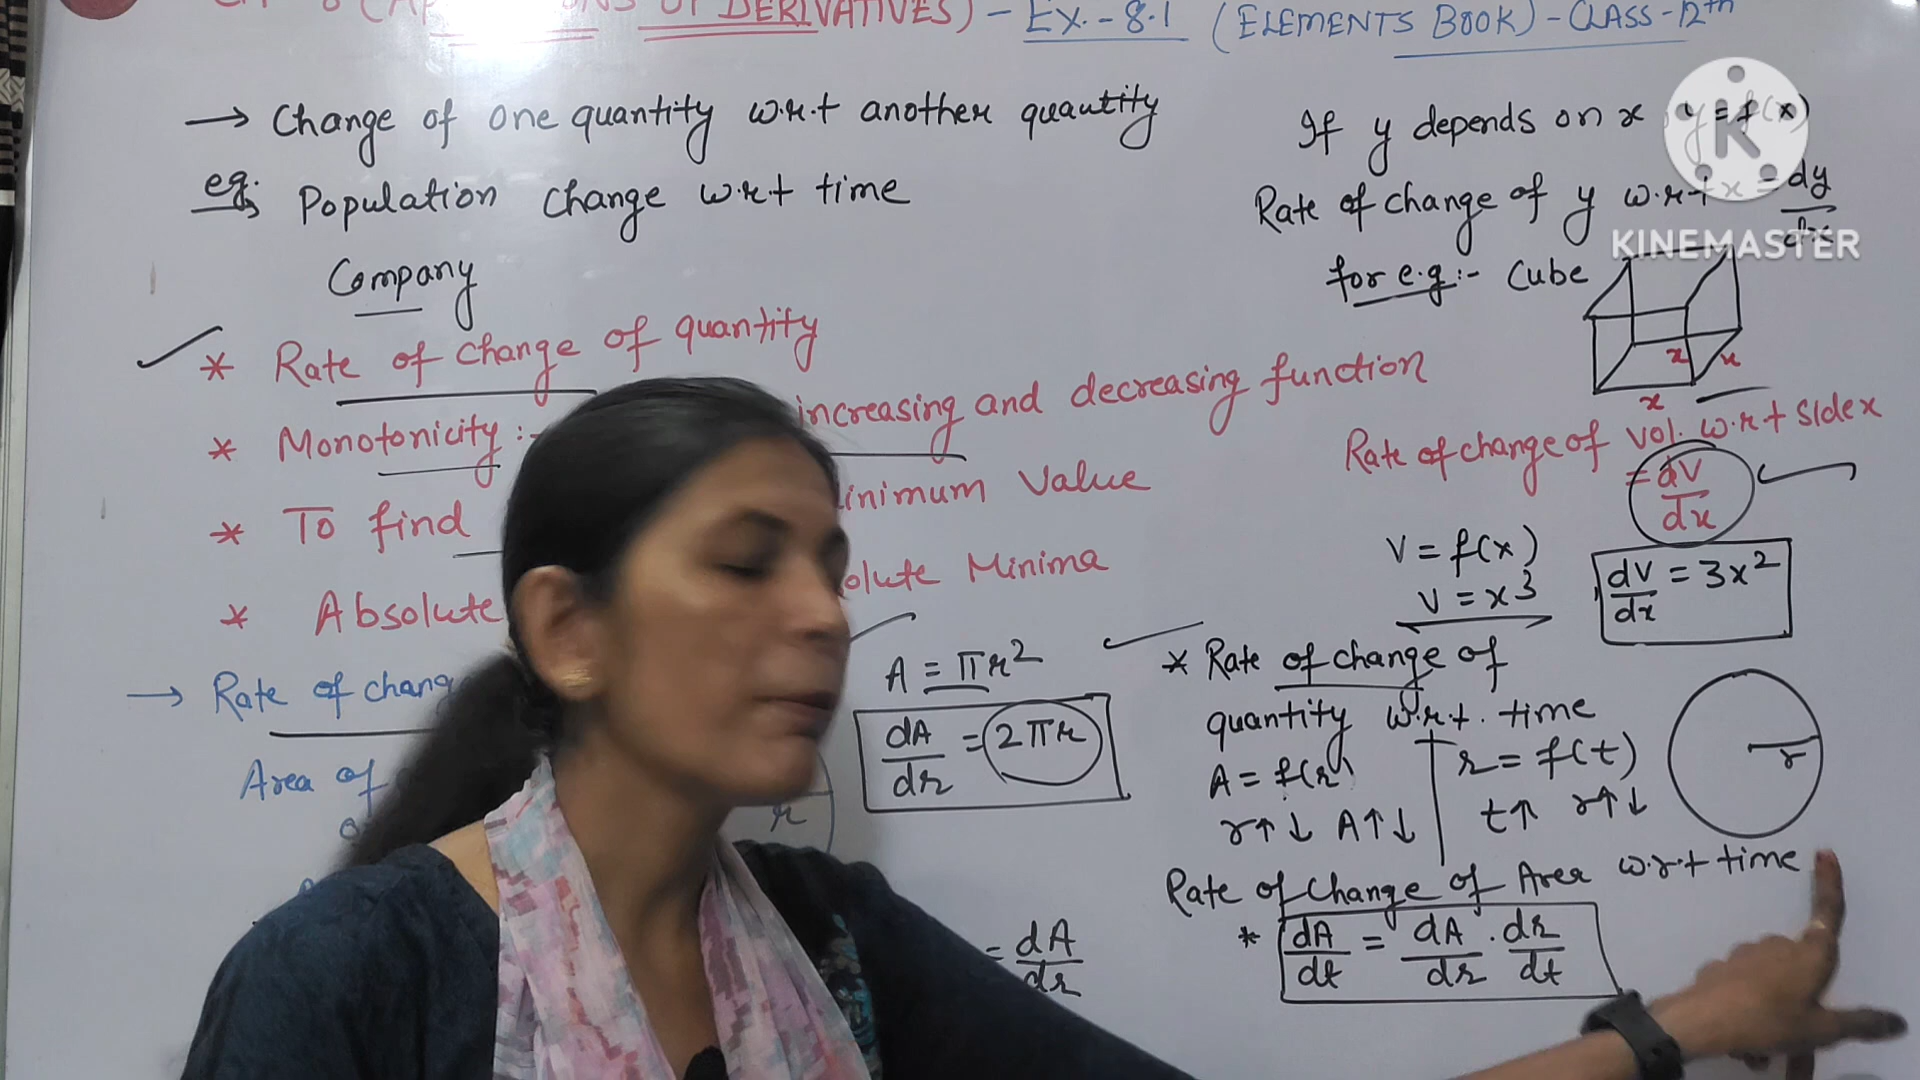 DERIVATIVES) - EX.-8.1 (ELEMENTS BOOK) - CLASS-12th
→ Change of one quantity w.r.t another quantity
eg. Population change w.r.t time
Company
* Rate of change of quantity
* Monotonicity :- increasing and decreasing function
* To find Value
* Absolute Minima
→ Rate of
Area of
r
A = πr²
dA/dr = 2πr
= dA/dr
If y depends on x y = f(x)
Rate of change of y w.r.t x = dy/dx
KINEMASTER
for e.g:- Cube
x x
x
Rate of change of Vol. w.r.t side x
= dV/dx
V = f(x)
V = x³
dV/dx = 3x²
* Rate of change of
quantity w.r.t. time
A = f(r) r = f(t)
r↑↓ A↑↓ t↑ r↑↓
r
Rate of change of Area w.r.t time
* dA/dt = dA/dr . dr/dt